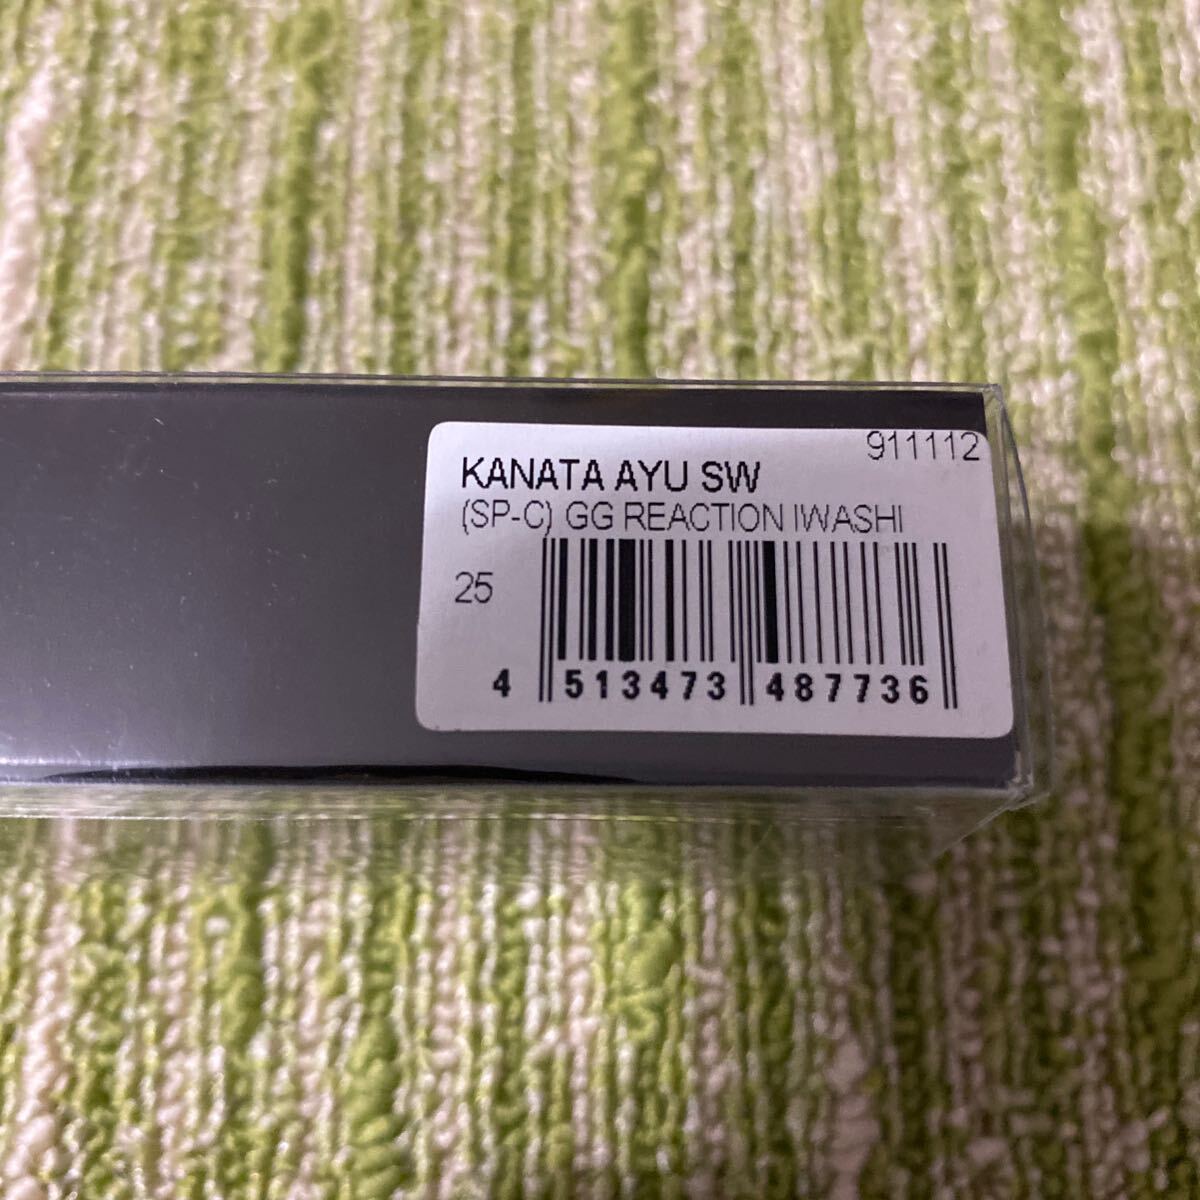 911112
KANATA AYU SW
(SP-C) GG REACTION IWASHI
25
4 513473 487736